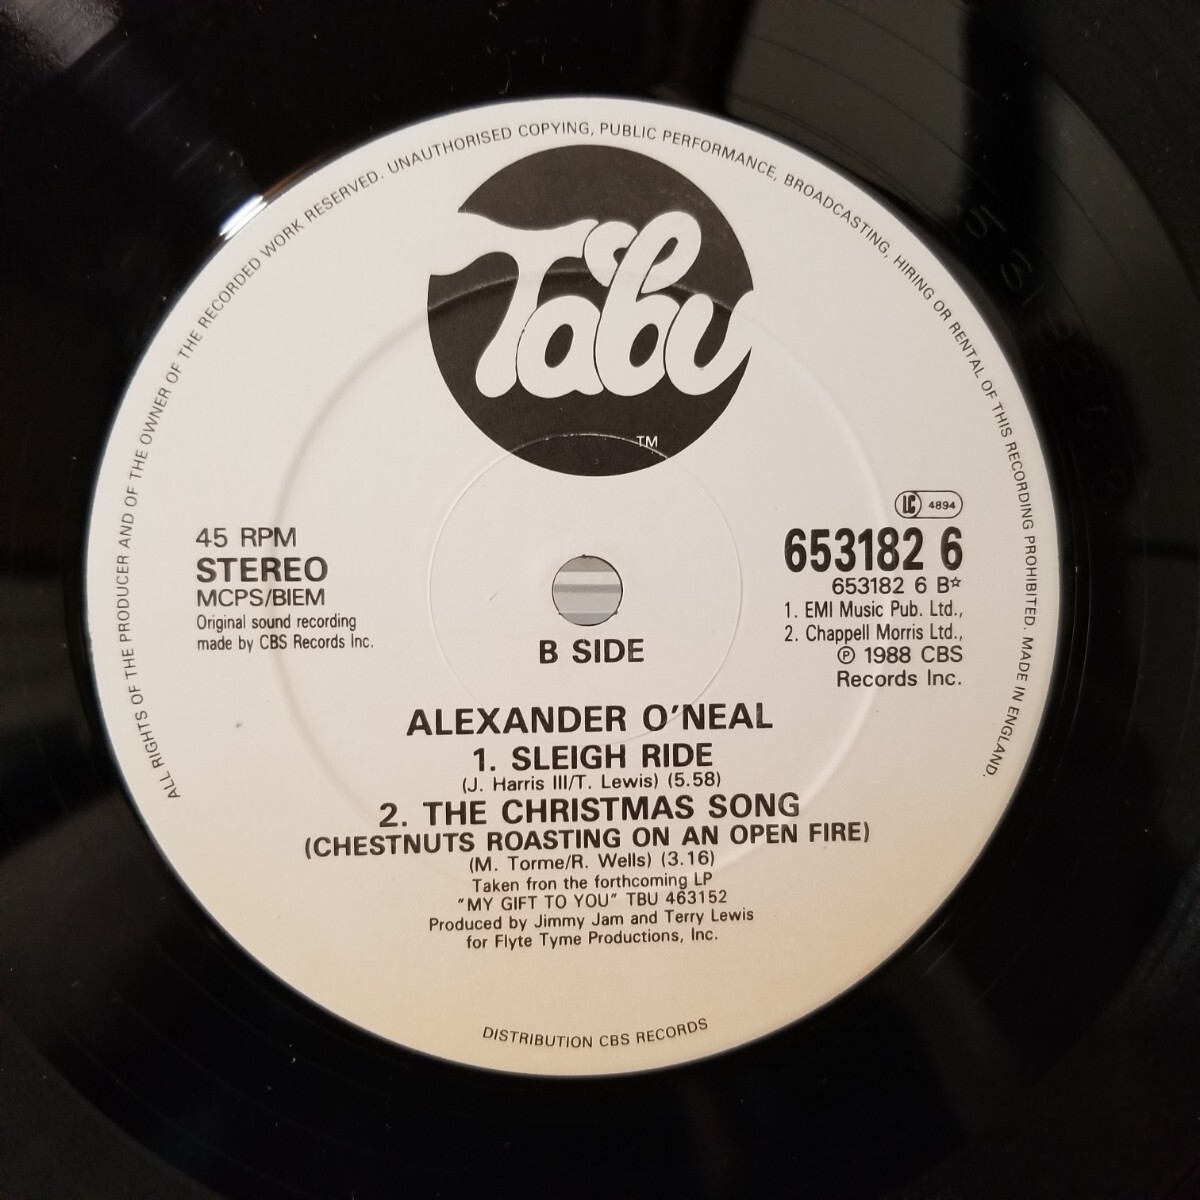 ALL RIGHTS OF THE PRODUCER AND OF THE OWNER OF THE RECORDED WORK RESERVED. UNAUTHORISED COPYING, PUBLIC PERFORMANCE, BROADCASTING, HIRING OR RENTAL OF THIS RECORDING PROHIBITED. MADE IN ENGLAND.
Tabu
TM
LC 4894
45 RPM
STEREO
MCPS/BIEM
Original sound recording
made by CBS Records Inc.
653182 6
653182 6 B☆
1. EMI Music Pub. Ltd.,
2. Chappell Morris Ltd.,
℗ 1988 CBS
Records Inc.
B SIDE
ALEXANDER O'NEAL
1. SLEIGH RIDE
(J. Harris III/T. Lewis) (5.58)
2. THE CHRISTMAS SONG
(CHESTNUTS ROASTING ON AN OPEN FIRE)
(M. Torme/R. Wells) (3.16)
Taken fron the forthcoming LP
"MY GIFT TO YOU" TBU 463152
Produced by Jimmy Jam and Terry Lewis
for Flyte Tyme Productions, Inc.
DISTRIBUTION CBS RECORDS